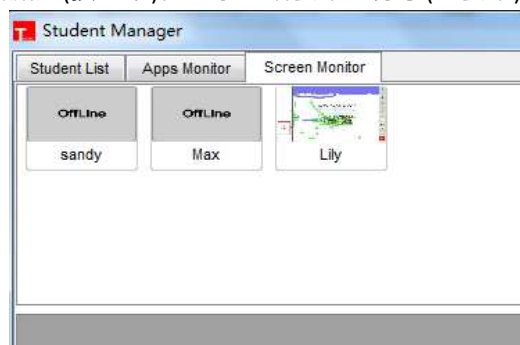 Student Manager
Student List Apps Monitor Screen Monitor
OffLine OffLine
sandy Max Lily